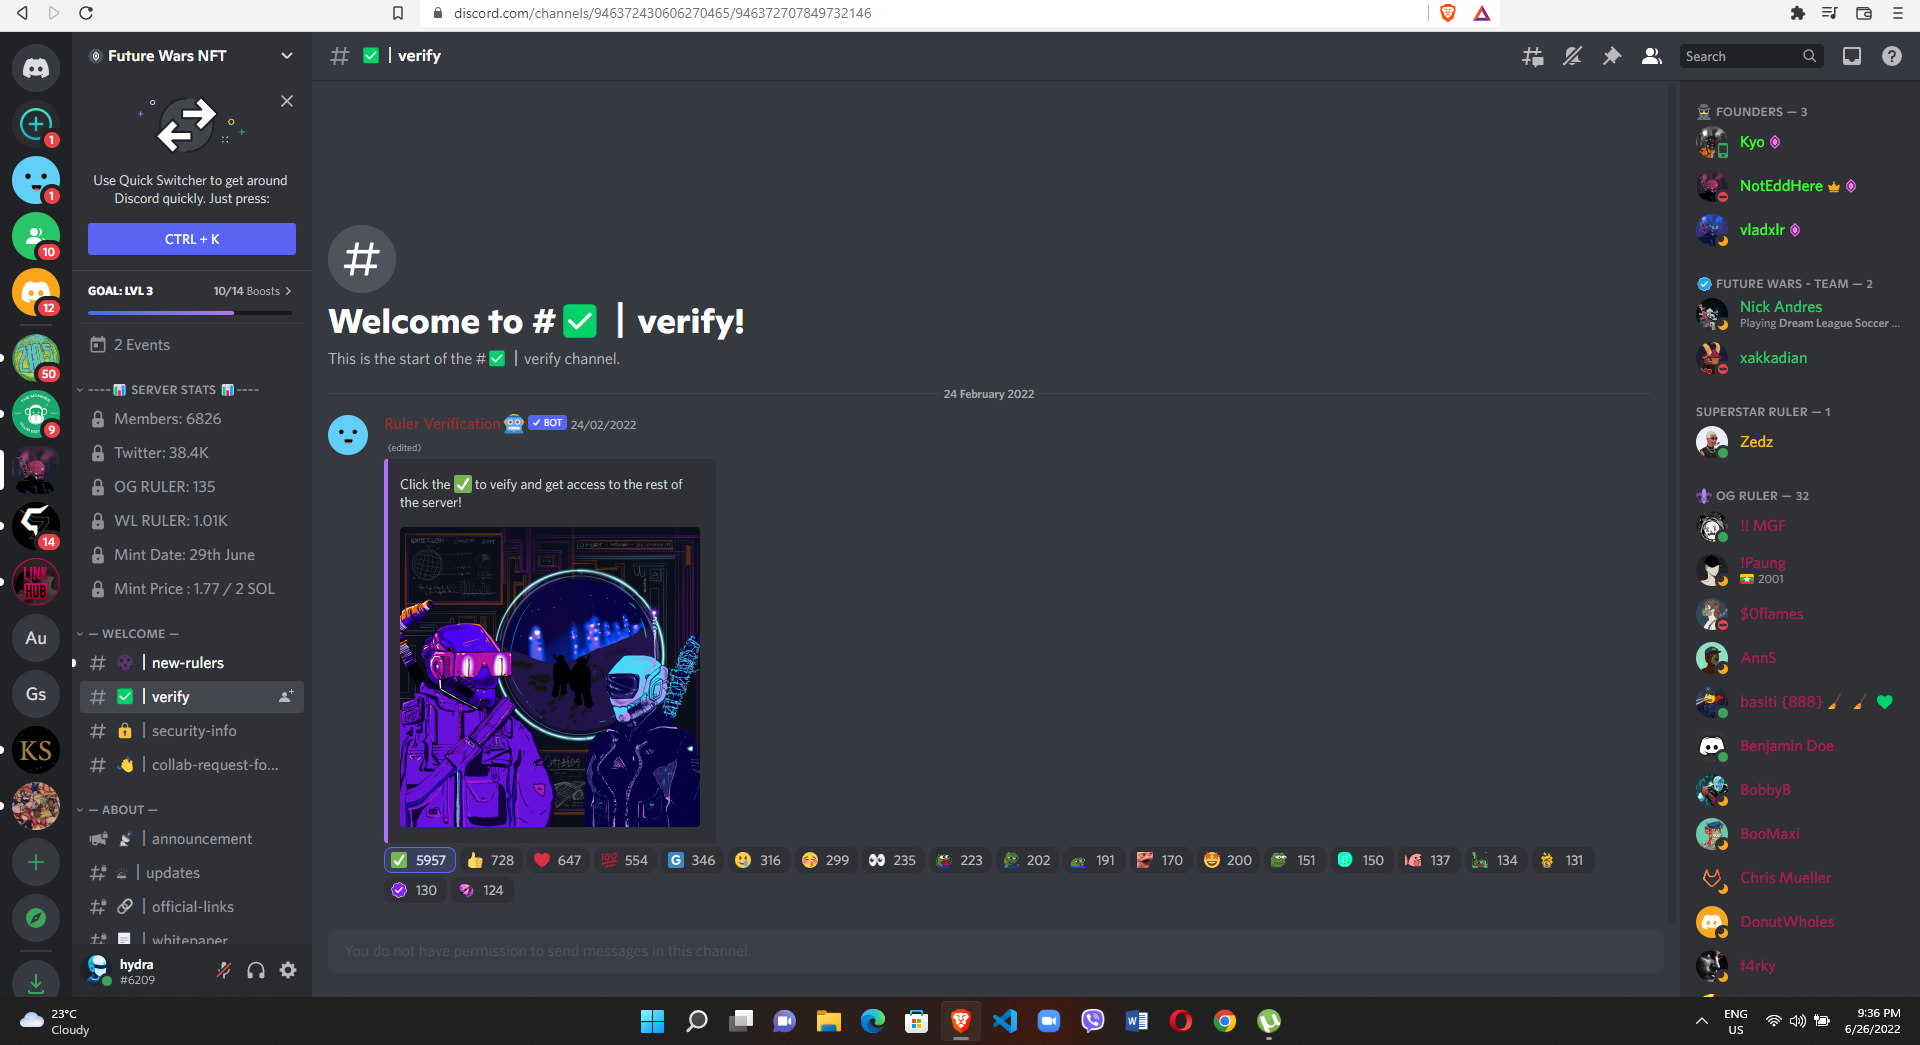 discord.com/channels/946372430606270465/946372707849732146
Future Wars NFT
Use Quick Switcher to get around
Discord quickly. Just press:
CTRL + K
GOAL: LVL 3 10/14 Boosts
2 Events
---- 📊 SERVER STATS 📊 ----
Members: 6826
Twitter: 38.4K
OG RULER: 135
WL RULER: 1.01K
Mint Date: 29th June
Mint Price : 1.77 / 2 SOL
— WELCOME —
# | new-rulers
# ✅ | verify
# 🔒 | security-info
# 👋 | collab-request-fo...
— ABOUT —
| announcement
| updates
| official-links
| whitepaper
hydra
#6209
1
1
10
12
50
9
14
LINK
HUB
Au
Gs
KS
# ✅ | verify
Search
Welcome to #✅ | verify!
This is the start of the #✅ | verify channel.
24 February 2022
Ruler Verification 🤖 ✓ BOT 24/02/2022
(edited)
Click the ✅ to veify and get access to the rest of
the server!
✅ 5957 👍 728 ❤️ 647 💯 554 G 346 316 299 👀 235 223 202 191 170 🤩 200 151 150 137 134 131
130 124
You do not have permission to send messages in this channel.
FOUNDERS — 3
Kyo
NotEddHere
vladxlr
FUTURE WARS - TEAM — 2
Nick Andres
Playing Dream League Soccer ...
xakkadian
SUPERSTAR RULER — 1
Zedz
OG RULER — 32
!! MGF
!Paung
2001
$0flames
AnnS
basiti {888}
Benjamin Doe
BobbyB
BooMaxi
Chris Mueller
DonutWholes
f4rky
23°C
Cloudy
ENG
US
9:36 PM
6/26/2022